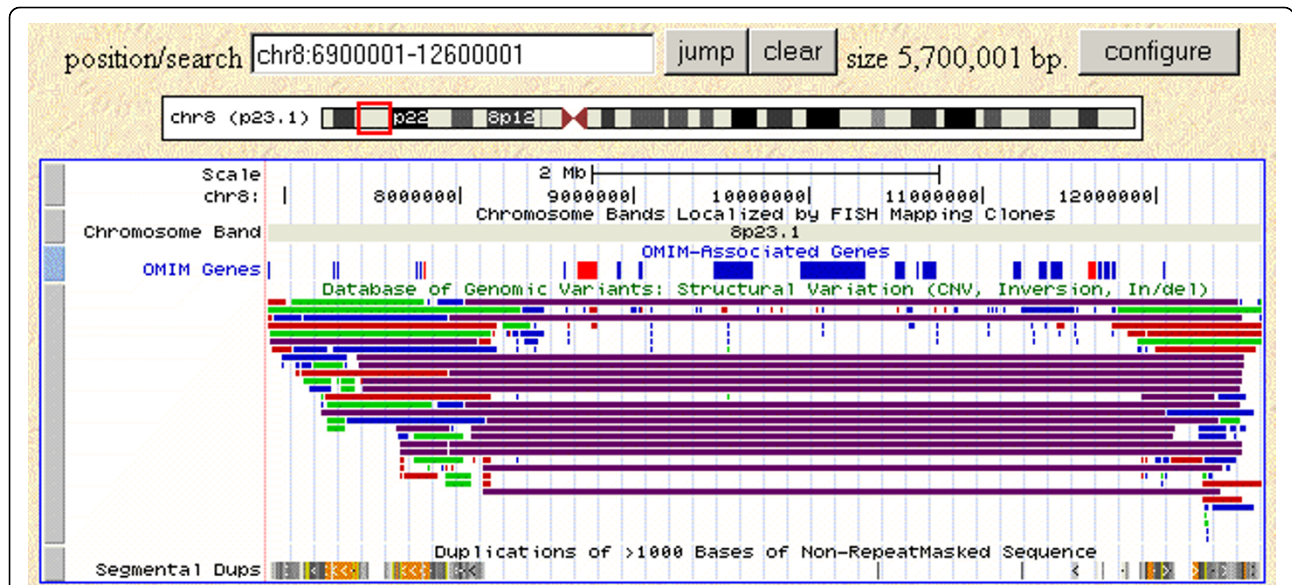 position/search chr8:6900001-12600001 jump clear size 5,700,001 bp. configure
chr8 (p23.1) p22 8p12
Scale 2 Mb
chr8: 8000000 9000000 10000000 11000000 12000000
Chromosome Bands Localized by FISH Mapping Clones
Chromosome Band 8p23.1
OMIM-Associated Genes
OMIM Genes
Database of Genomic Variants: Structural Variation (CNV, Inversion, In/del)
Duplications of >1000 Bases of Non-RepeatMasked Sequence
Segmental Dups